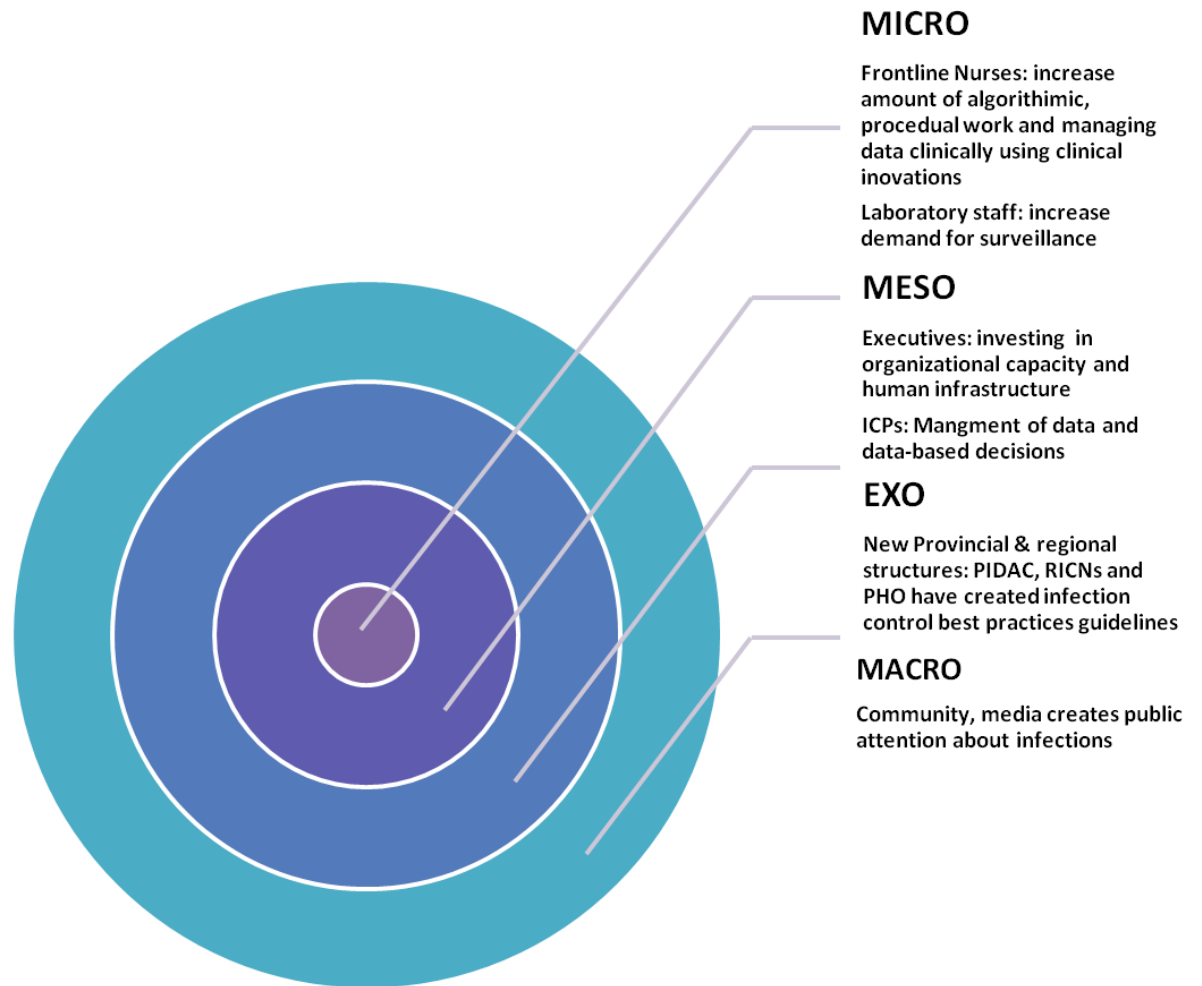 MICRO
Frontline Nurses: increase
amount of algorithimic,
procedual work and managing
data clinically using clinical
inovations
Laboratory staff: increase
demand for surveillance
MESO
Executives: investing in
organizational capacity and
human infrastructure
ICPs: Mangment of data and
data-based decisions
EXO
New Provincial & regional
structures: PIDAC, RICNs and
PHO have created infection
control best practices guidelines
MACRO
Community, media creates public
attention about infections